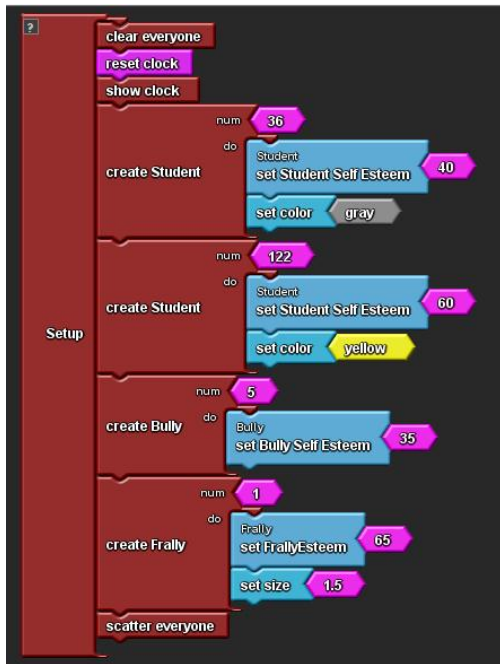 ?
clear everyone
reset clock
show clock
num 36
do
Student
set Student Self Esteem 40
create Student
set color gray
num 122
do
Student
set Student Self Esteem 60
create Student
Setup
set color yellow
num 5
do
Bully
create Bully
set Bully Self Esteem 35
num 1
do
Frally
create Frally
set FrallyEsteem 65
set size 1.5
scatter everyone